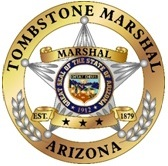 TOMBSTONE MARSHAL
MARSHAL
GREAT SEAL OF THE STATE OF ARIZONA
1912
EST.
1879
ARIZONA